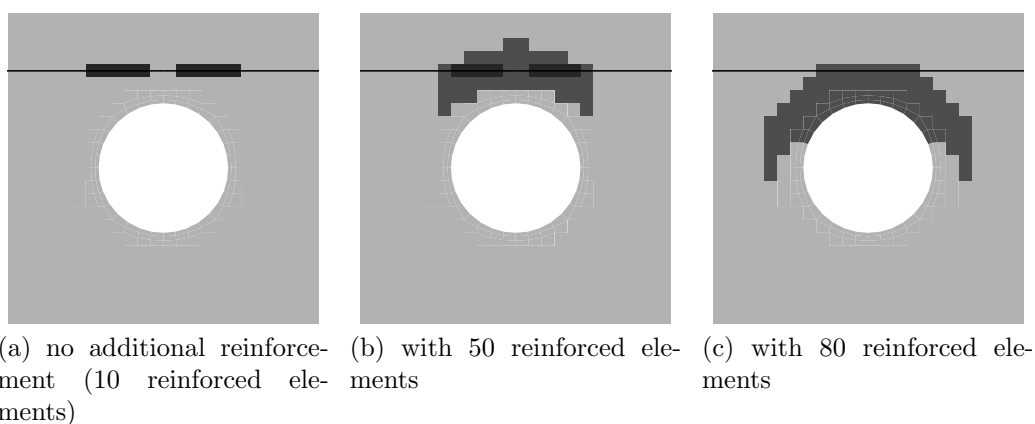 (a) no additional reinforce-
ment (10 reinforced ele-
ments)
(b) with 50 reinforced ele-
ments
(c) with 80 reinforced ele-
ments